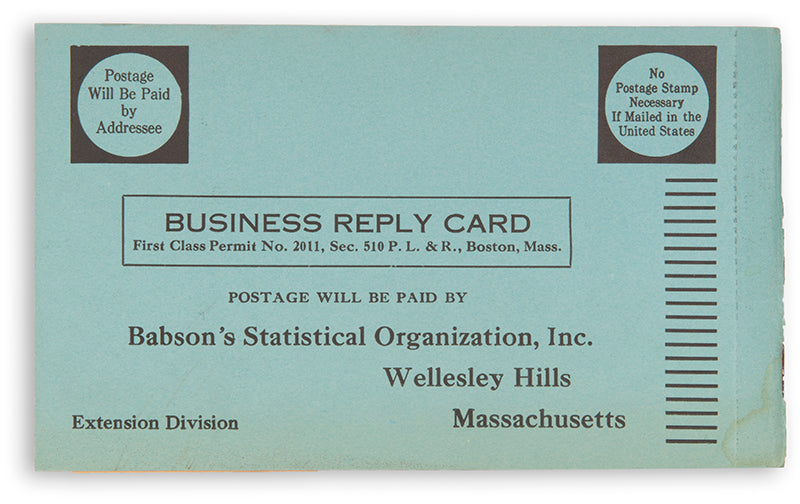 Postage
Will Be Paid
by
Addressee
No
Postage Stamp
Necessary
If Mailed in the
United States
BUSINESS REPLY CARD
First Class Permit No. 2011, Sec. 510 P. L. & R., Boston, Mass.
POSTAGE WILL BE PAID BY
Babson's Statistical Organization, Inc.
Wellesley Hills
Massachusetts
Extension Division